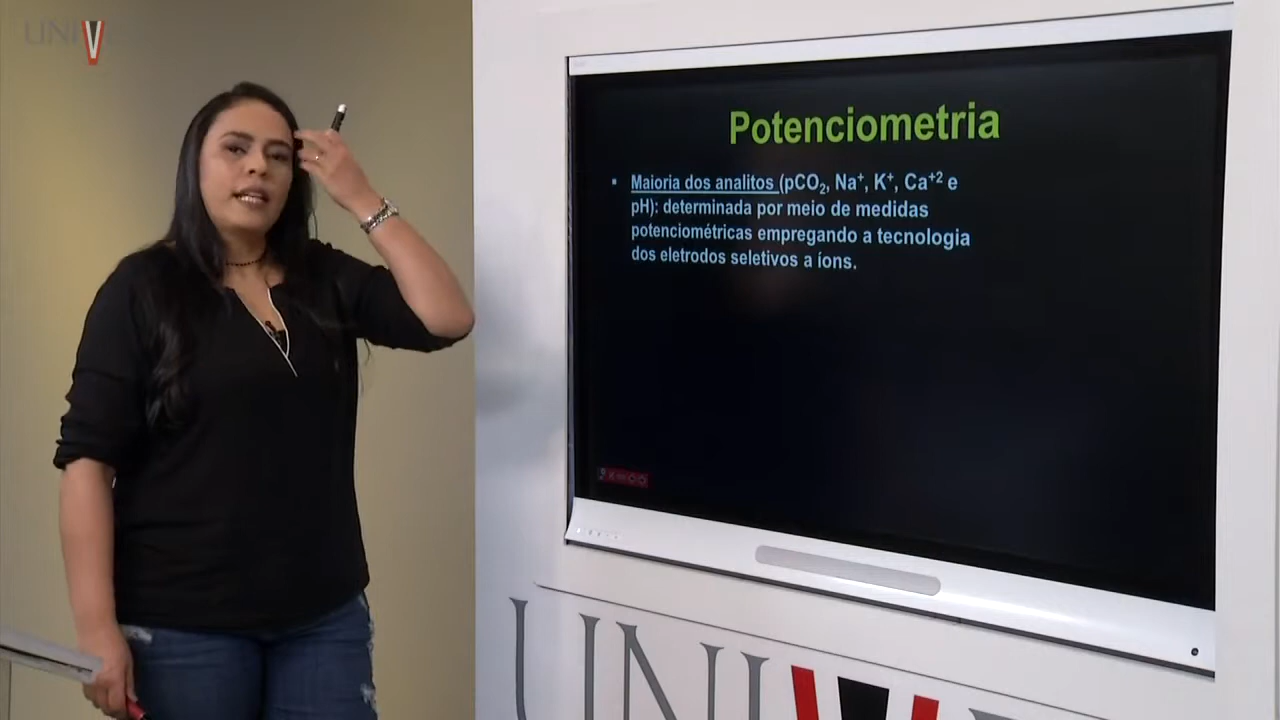 UNIV
Potenciometria
▪ Maioria dos analitos (pCO₂, Na⁺, K⁺, Ca⁺² e
pH): determinada por meio de medidas
potenciométricas empregando a tecnologia
dos eletrodos seletivos a íons.
UNIV